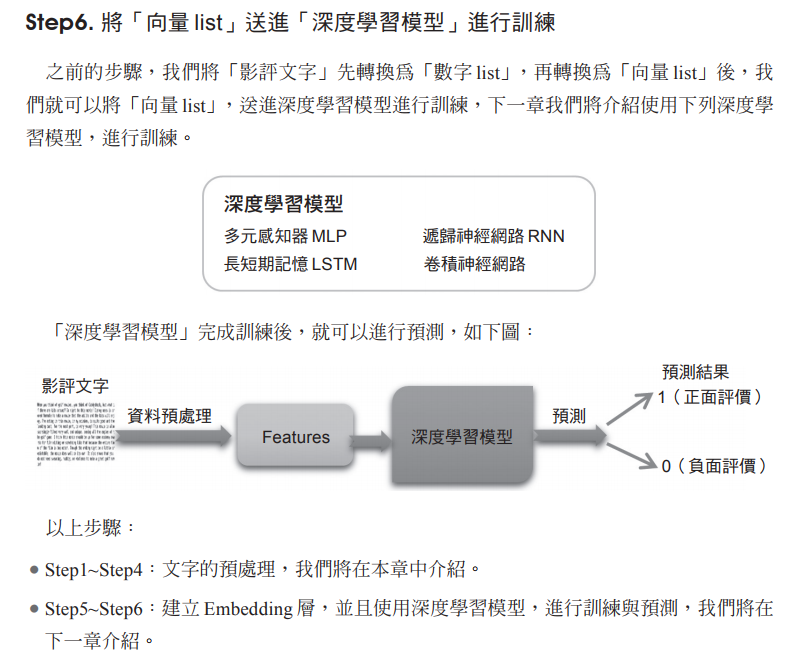 Step6. 將「向量 list」送進「深度學習模型」進行訓練
之前的步驟，我們將「影評文字」先轉換為「數字 list」，再轉換為「向量 list」後，我
們就可以將「向量 list」，送進深度學習模型進行訓練，下一章我們將介紹使用下列深度學
習模型，進行訓練。
深度學習模型
多元感知器 MLP 遞歸神經網路 RNN
長短期記憶 LSTM 卷積神經網路
「深度學習模型」完成訓練後，就可以進行預測，如下圖：
影評文字
資料預處理
Features
深度學習模型
預測
預測結果
1（正面評價）
0（負面評價）
以上步驟：
● Step1~Step4：文字的預處理，我們將在本章中介紹。
● Step5~Step6：建立 Embedding 層，並且使用深度學習模型，進行訓練與預測，我們將在
下一章介紹。